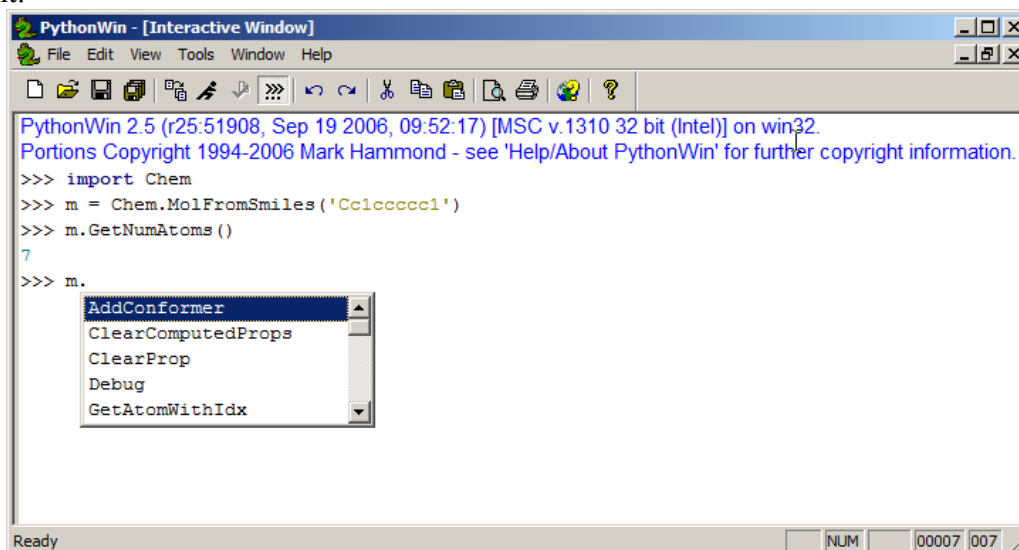 it.
PythonWin - [Interactive Window]
File Edit View Tools Window Help
PythonWin 2.5 (r25:51908, Sep 19 2006, 09:52:17) [MSC v.1310 32 bit (Intel)] on win32.
Portions Copyright 1994-2006 Mark Hammond - see 'Help/About PythonWin' for further copyright information.
>>> import Chem
>>> m = Chem.MolFromSmiles('Cc1ccccc1')
>>> m.GetNumAtoms()
7
>>> m.
AddConformer
ClearComputedProps
ClearProp
Debug
GetAtomWithIdx
Ready NUM 00007 007